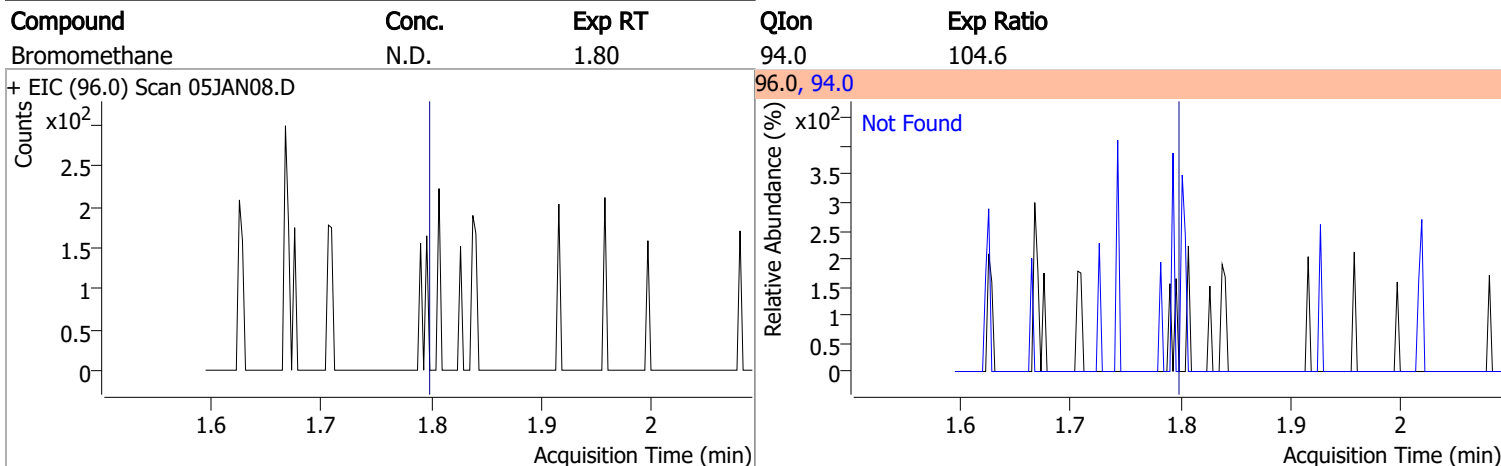 Compound Conc. Exp RT QIon Exp Ratio
Bromomethane N.D. 1.80 94.0 104.6
+ EIC (96.0) Scan 05JAN08.D
Counts
x10²
2.5
2
1.5
1
0.5
0
1.6 1.7 1.8 1.9 2
Acquisition Time (min)
96.0, 94.0
Relative Abundance (%)
x10²
Not Found
3.5
3
2.5
2
1.5
1
0.5
0
1.6 1.7 1.8 1.9 2
Acquisition Time (min)